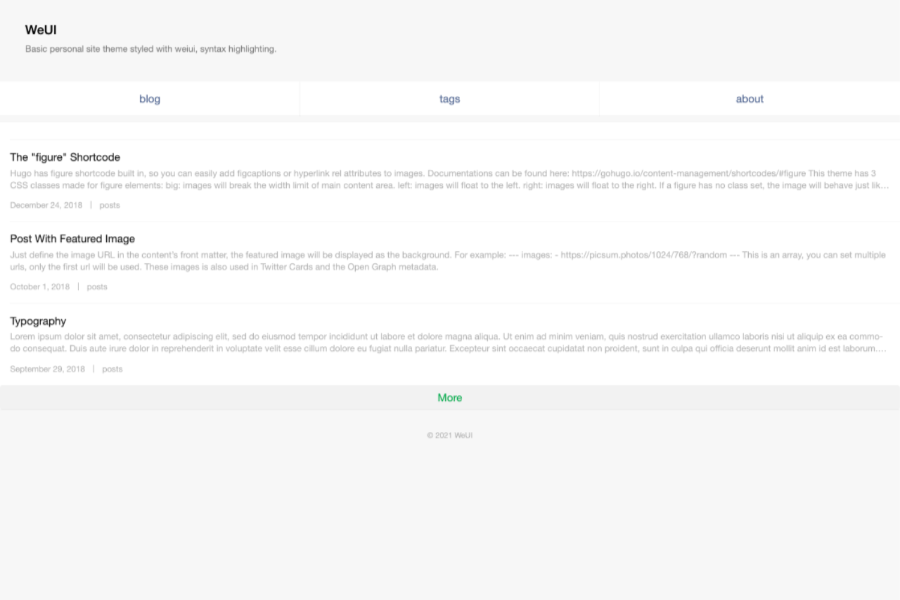 WeUI
Basic personal site theme styled with weiui, syntax highlighting.
blog
tags
about
The "figure" Shortcode
Hugo has figure shortcode built in, so you can easily add figcaptions or hyperlink rel attributes to images. Documentations can be found here: https://gohugo.io/content-management/shortcodes/#figure This theme has 3
CSS classes made for figure elements: big: images will break the width limit of main content area. left: images will float to the left. right: images will float to the right. If a figure has no class set, the image will behave just lik...
December 24, 2018 | posts
Post With Featured Image
Just define the image URL in the content's front matter, the featured image will be displayed as the background. For example: --- images: - https://picsum.photos/1024/768/?random --- This is an array, you can set multiple
urls, only the first url will be used. These images is also used in Twitter Cards and the Open Graph metadata.
October 1, 2018 | posts
Typography
Lorem ipsum dolor sit amet, consectetur adipiscing elit, sed do eiusmod tempor incididunt ut labore et dolore magna aliqua. Ut enim ad minim veniam, quis nostrud exercitation ullamco laboris nisi ut aliquip ex ea commo-
do consequat. Duis aute irure dolor in reprehenderit in voluptate velit esse cillum dolore eu fugiat nulla pariatur. Excepteur sint occaecat cupidatat non proident, sunt in culpa qui officia deserunt mollit anim id est laborum....
September 29, 2018 | posts
More
© 2021 WeUI